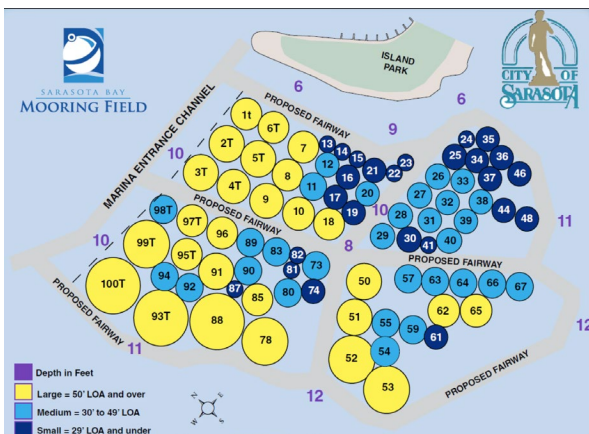 SARASOTA BAY
MOORING FIELD
ISLAND
PARK
CITY OF
SARASOTA
MARINA ENTRANCE CHANNEL
PROPOSED FAIRWAY
6
6
9
10
10
10
11
8
11
12
12
1t
6T
7
13
14
15
2T
5T
8
12
16
21
22
23
3T
4T
9
11
17
20
10
18
19
24
35
25
34
36
26
33
37
46
27
32
38
28
31
39
44
48
29
30
41
40
PROPOSED FAIRWAY
98T
97T
96
89
83
82
73
99T
95T
91
90
81
100T
94
92
87
85
80
74
93T
88
78
PROPOSED FAIRWAY
PROPOSED FAIRWAY
50
57
63
64
66
67
51
55
59
62
65
61
52
54
53
PROPOSED FAIRWAY
Depth in Feet
Large = 50' LOA and over
Medium = 30' to 49' LOA
Small = 29' LOA and under
N
E
W
S